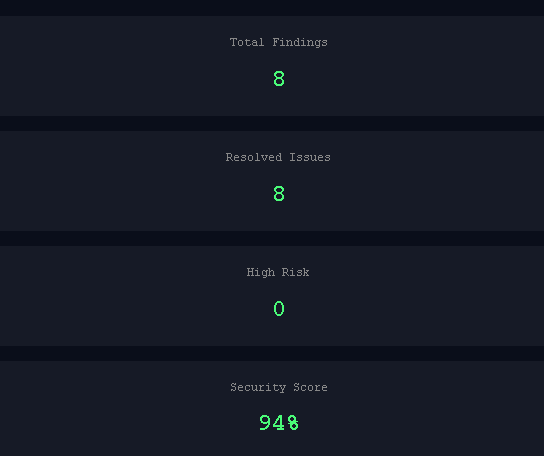 Total Findings
8
Resolved Issues
8
High Risk
0
Security Score
94%